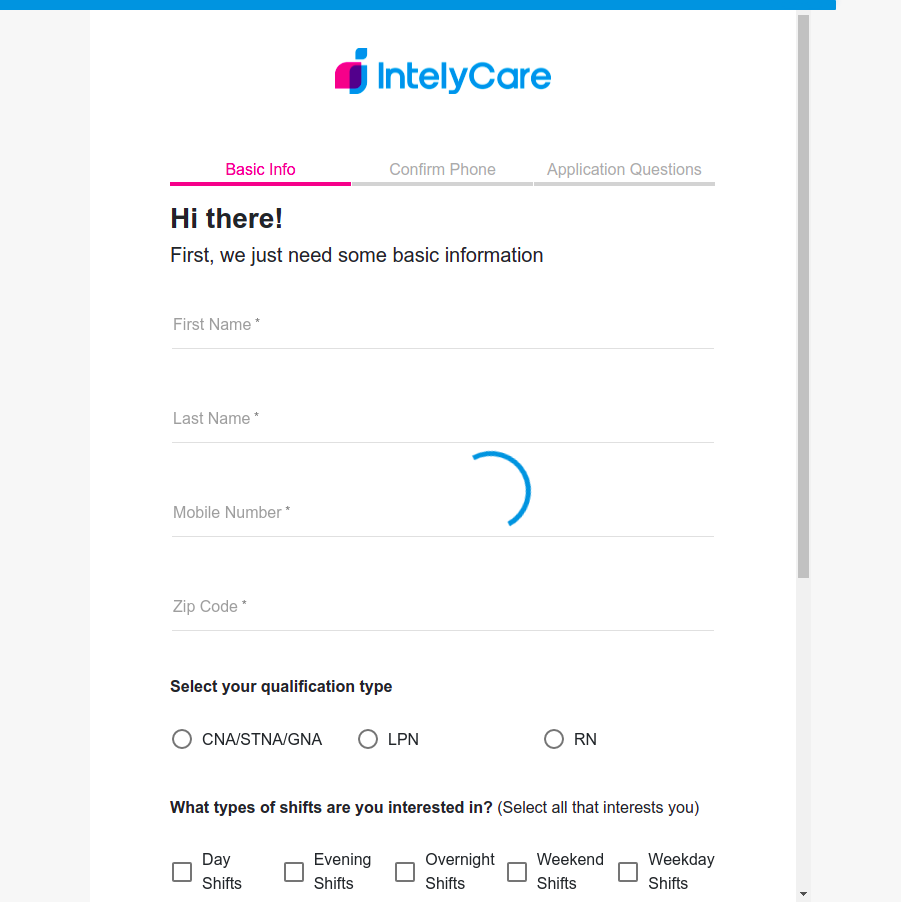 IntelyCare
Basic Info
Confirm Phone
Application Questions
Hi there!
First, we just need some basic information
First Name *
Last Name *
Mobile Number *
Zip Code *
Select your qualification type
CNA/STNA/GNA
LPN
RN
What types of shifts are you interested in? (Select all that interests you)
Day
Shifts
Evening
Shifts
Overnight
Shifts
Weekend
Shifts
Weekday
Shifts